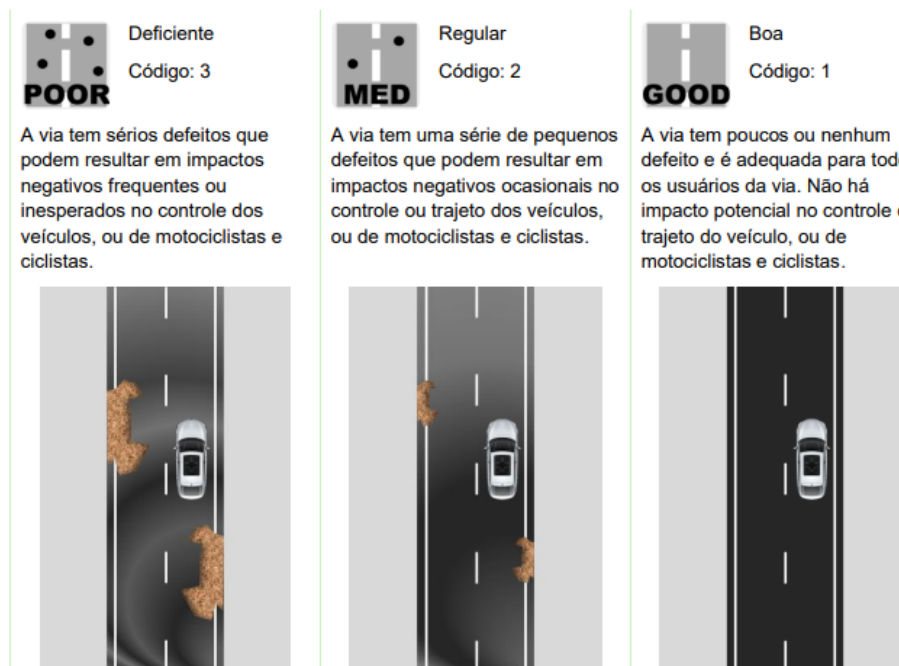 Deficiente
Código: 3
POOR
A via tem sérios defeitos que
podem resultar em impactos
negativos frequentes ou
inesperados no controle dos
veículos, ou de motociclistas e
ciclistas.
Regular
Código: 2
MED
A via tem uma série de pequenos
defeitos que podem resultar em
impactos negativos ocasionais no
controle ou trajeto dos veículos,
ou de motociclistas e ciclistas.
Boa
Código: 1
GOOD
A via tem poucos ou nenhum
defeito e é adequada para
os usuários da via. Não há
impacto potencial no controle
trajeto do veículo, ou de
motociclistas e ciclistas.